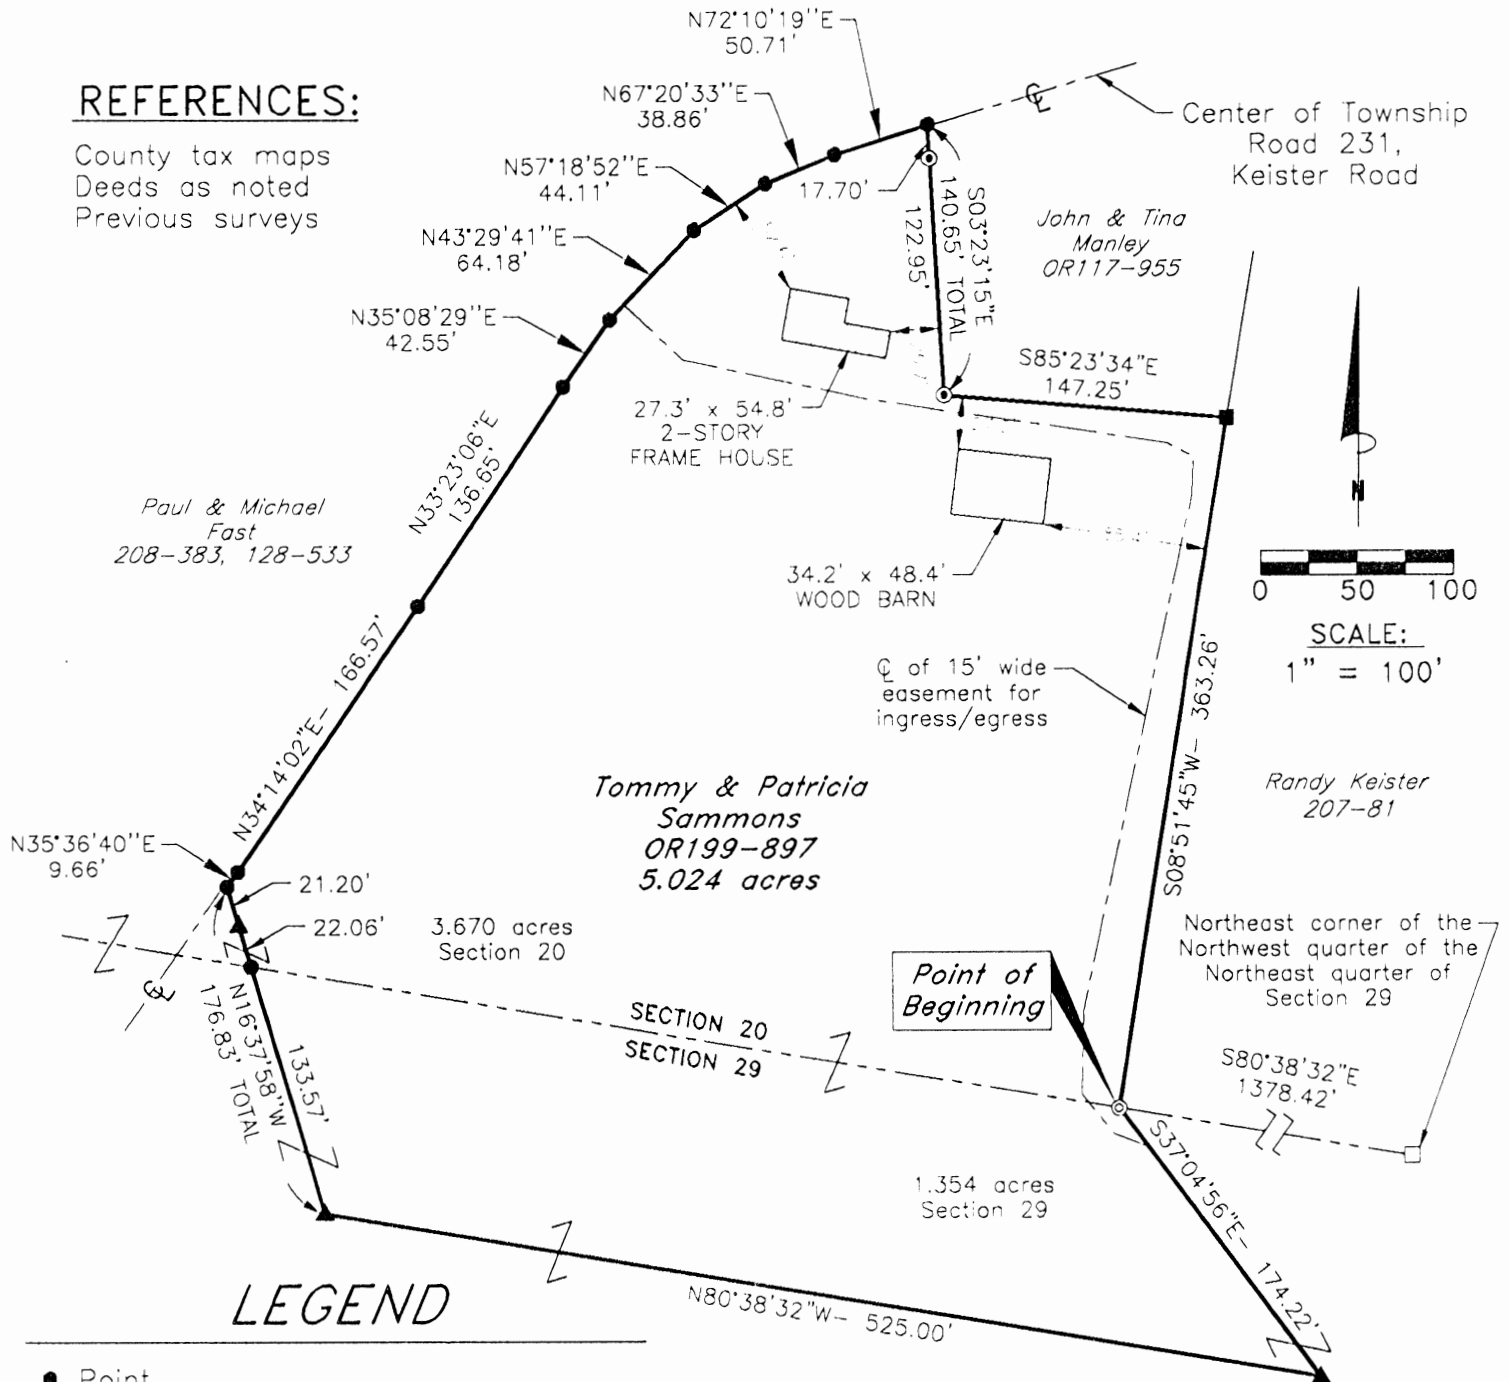 N72°10'19''E
50.71'
REFERENCES:
County tax maps
Deeds as noted
Previous surveys
N67°20'33''E
38.86'
N57°18'52''E
44.11'
N43°29'41''E
64.18'
N35°08'29''E
42.55'
17.70'
S03°23'15''E
140.65' TOTAL
122.95'
℄
Center of Township
Road 231,
Keister Road
John & Tina
Manley
OR117-955
S85°23'34"E
147.25'
27.3' x 54.8'
2-STORY
FRAME HOUSE
N33°23'06''E
136.65'
Paul & Michael
Fast
208-383, 128-533
N
34.2' x 48.4'
WOOD BARN
0 50 100
SCALE:
1" = 100'
N34°14'02''E- 166.57'
℄ of 15' wide
easement for
ingress/egress
S08°51'45"W- 363.26'
Tommy & Patricia
Sammons
OR199-897
5.024 acres
Randy Keister
207-81
N35°36'40''E
9.66'
21.20'
22.06'
3.670 acres
Section 20
℄
Northeast corner of the
Northwest quarter of the
Northeast quarter of
Section 29
Point of
Beginning
SECTION 20
SECTION 29
N16°37'58''W
176.83' TOTAL
133.57'
S80°38'32"E
1378.42'
S37°04'56"E- 174.22'
1.354 acres
Section 29
N80°38'32"W- 525.00'
LEGEND
Point